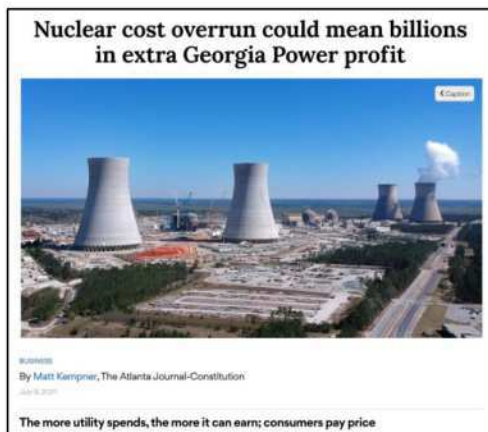 Nuclear cost overrun could mean billions
in extra Georgia Power profit
Caption
BUSINESS
By Matt Kempner, The Atlanta Journal-Constitution
The more utility spends, the more it can earn; consumers pay price